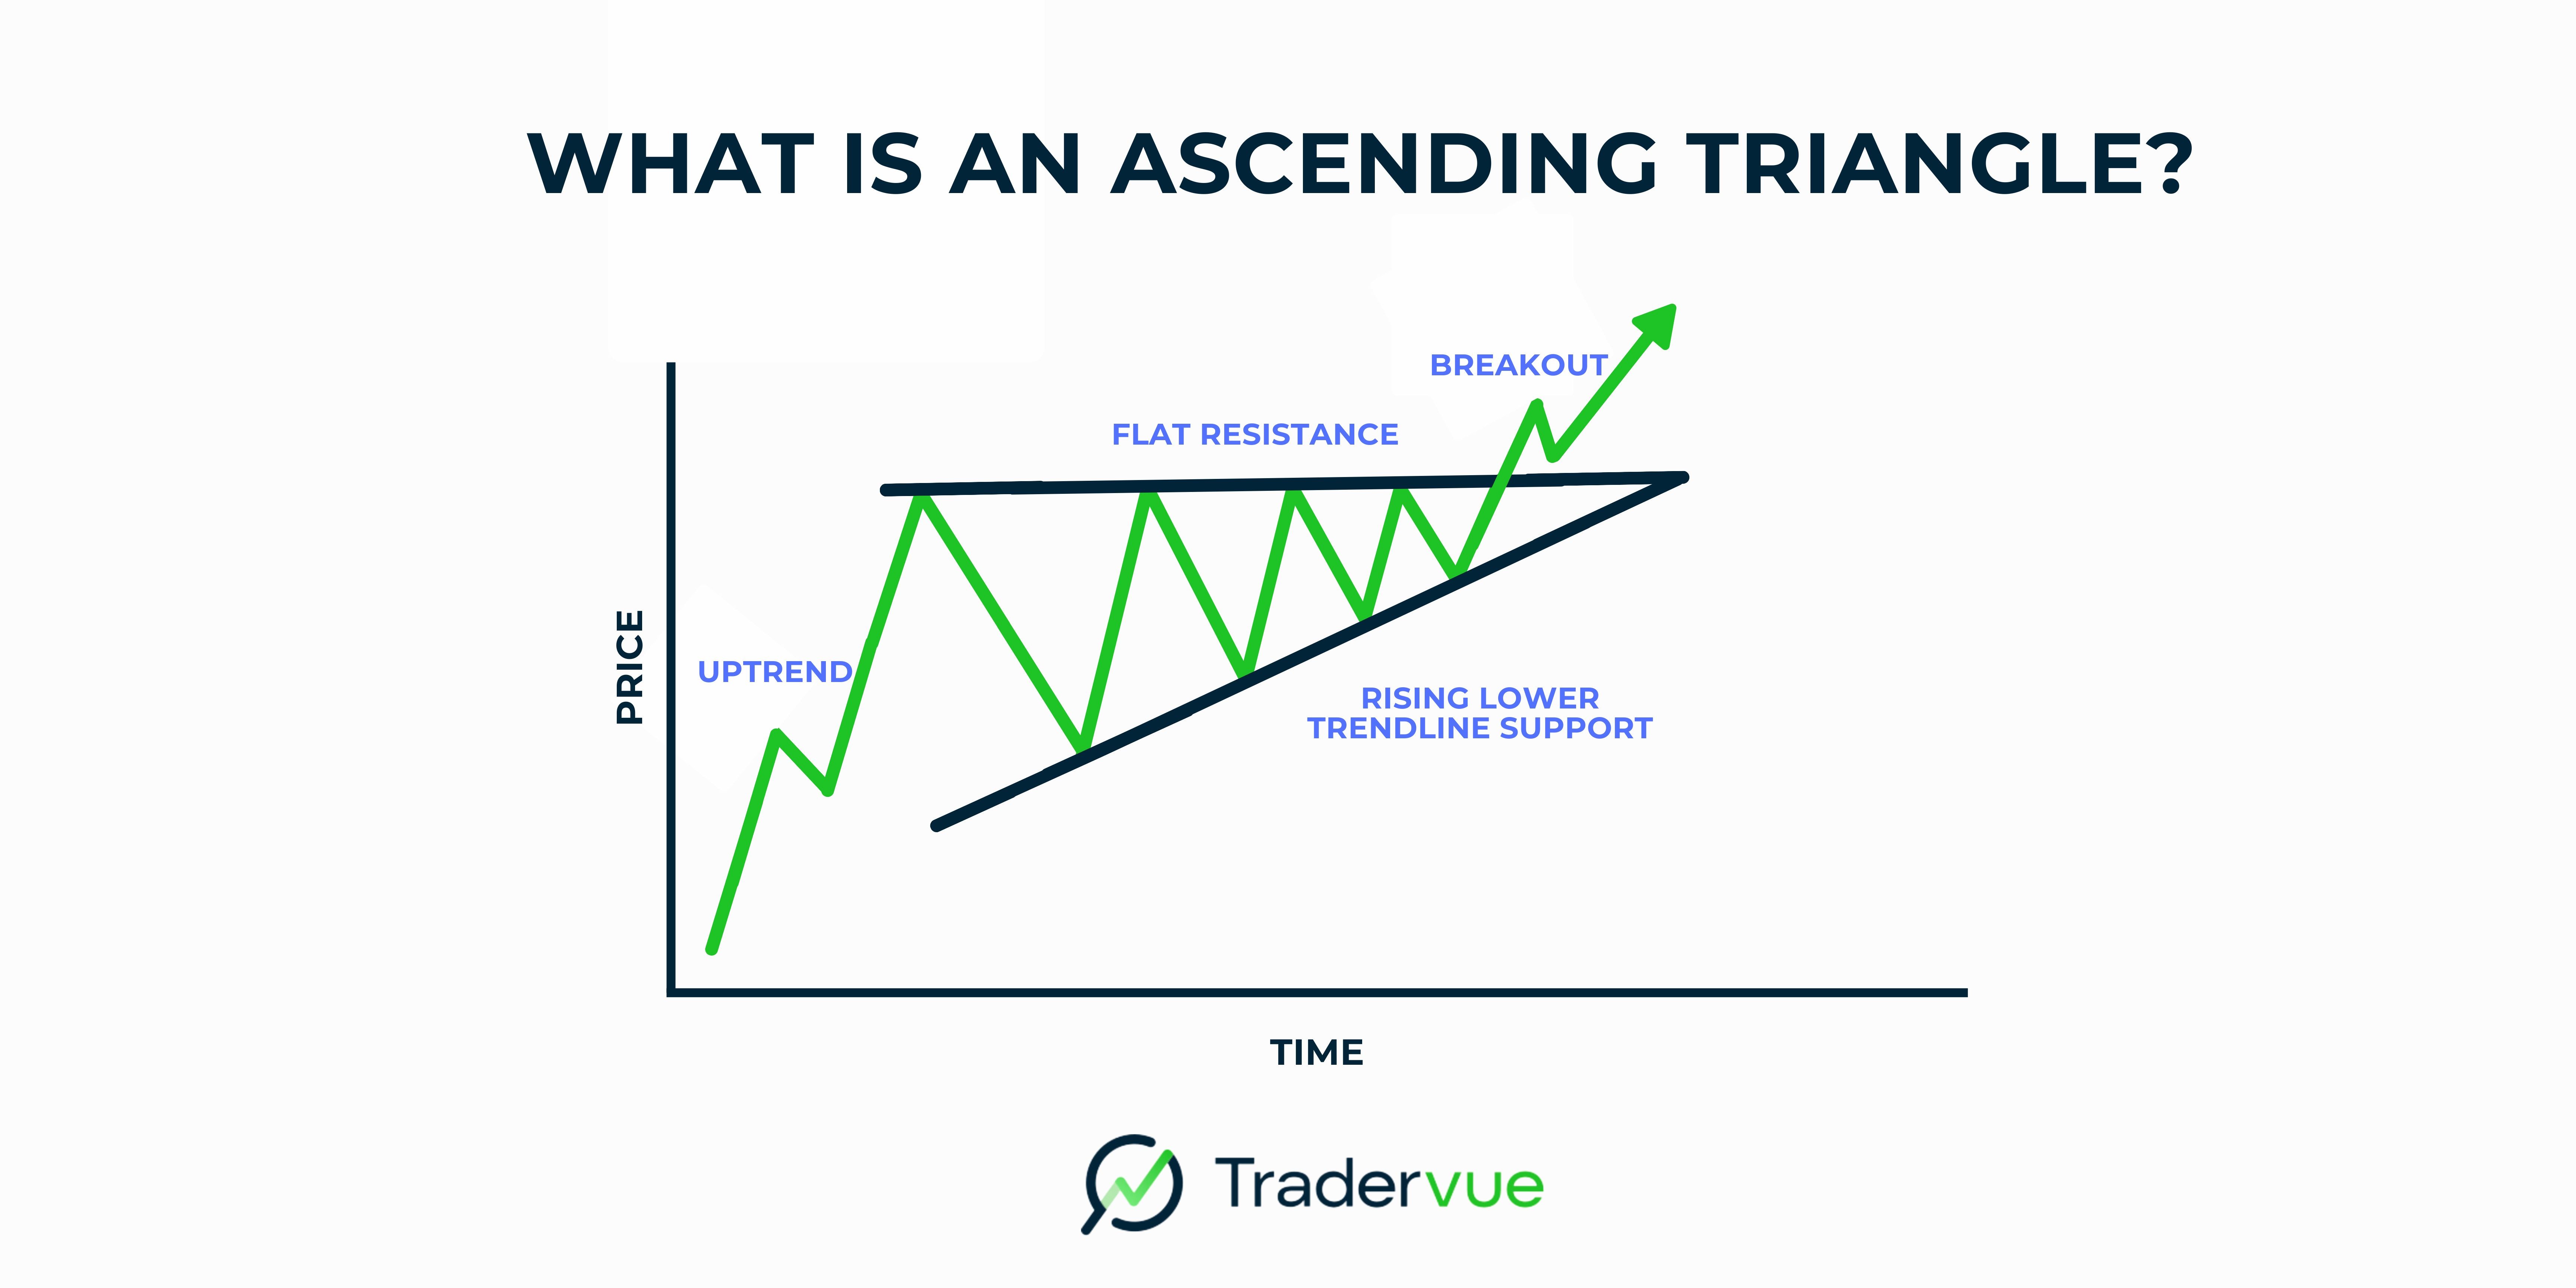 WHAT IS AN ASCENDING TRIANGLE?
BREAKOUT
FLAT RESISTANCE
PRICE
UPTREND
RISING LOWER
TRENDLINE SUPPORT
TIME
Tradervue